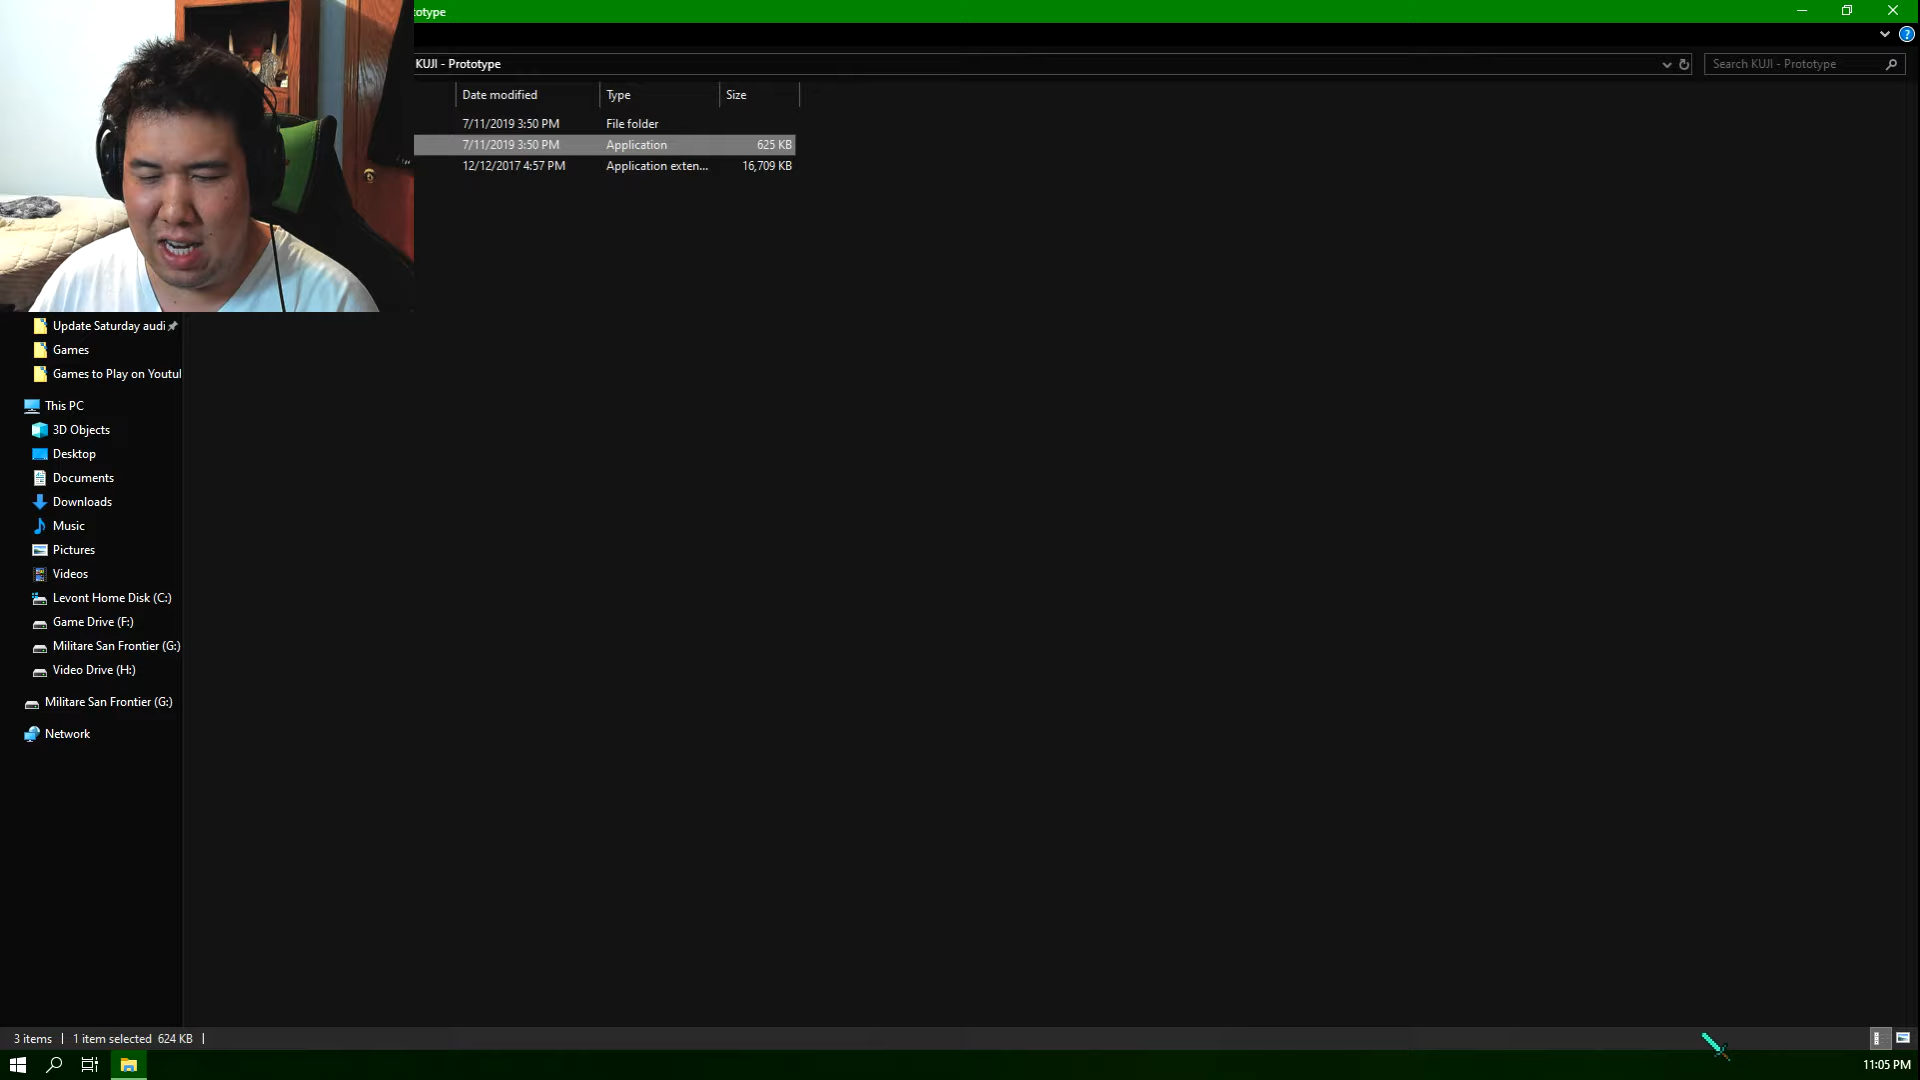 totype
KUJI - Prototype
Search KUJI - Prototype
Date modified Type Size
7/11/2019 3:50 PM File folder
7/11/2019 3:50 PM Application 625 KB
12/12/2017 4:57 PM Application exten... 16,709 KB
Update Saturday audi
Games
Games to Play on Youtul
This PC
3D Objects
Desktop
Documents
Downloads
Music
Pictures
Videos
Levont Home Disk (C:)
Game Drive (F:)
Militare San Frontier (G:)
Video Drive (H:)
Militare San Frontier (G:)
Network
3 items 1 item selected 624 KB
11:05 PM